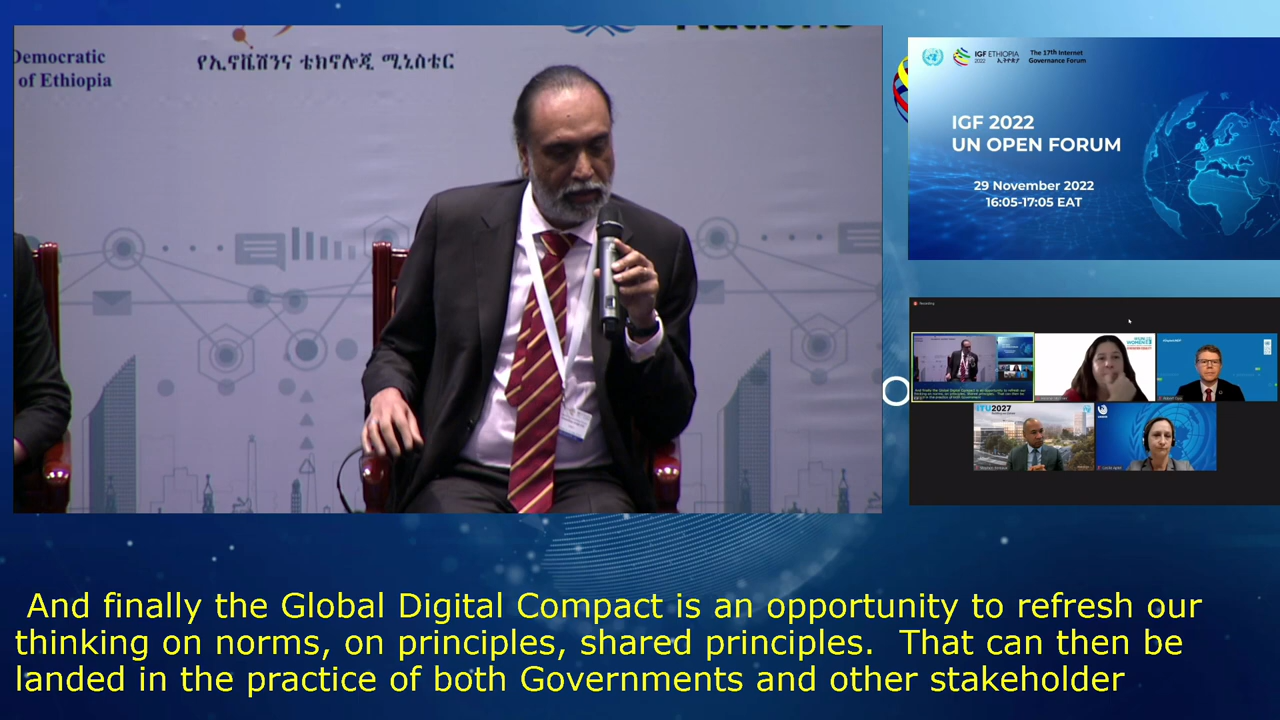 Democratic
of Ethiopia
የኢኖቬሽንና ቴክኖሎጂ ሚኒስቴር
Nations
IGF ETHIOPIA
2022 ኢትዮጵያ
The 17th Internet
Governance Forum
IGF 2022
UN OPEN FORUM
29 November 2022
16:05-17:05 EAT
Recording
ITU2027
And finally the Global Digital Compact is an opportunity to refresh our
thinking on norms, on principles, shared principles.  That can then be
landed in the practice of both Governments and other stakeholder